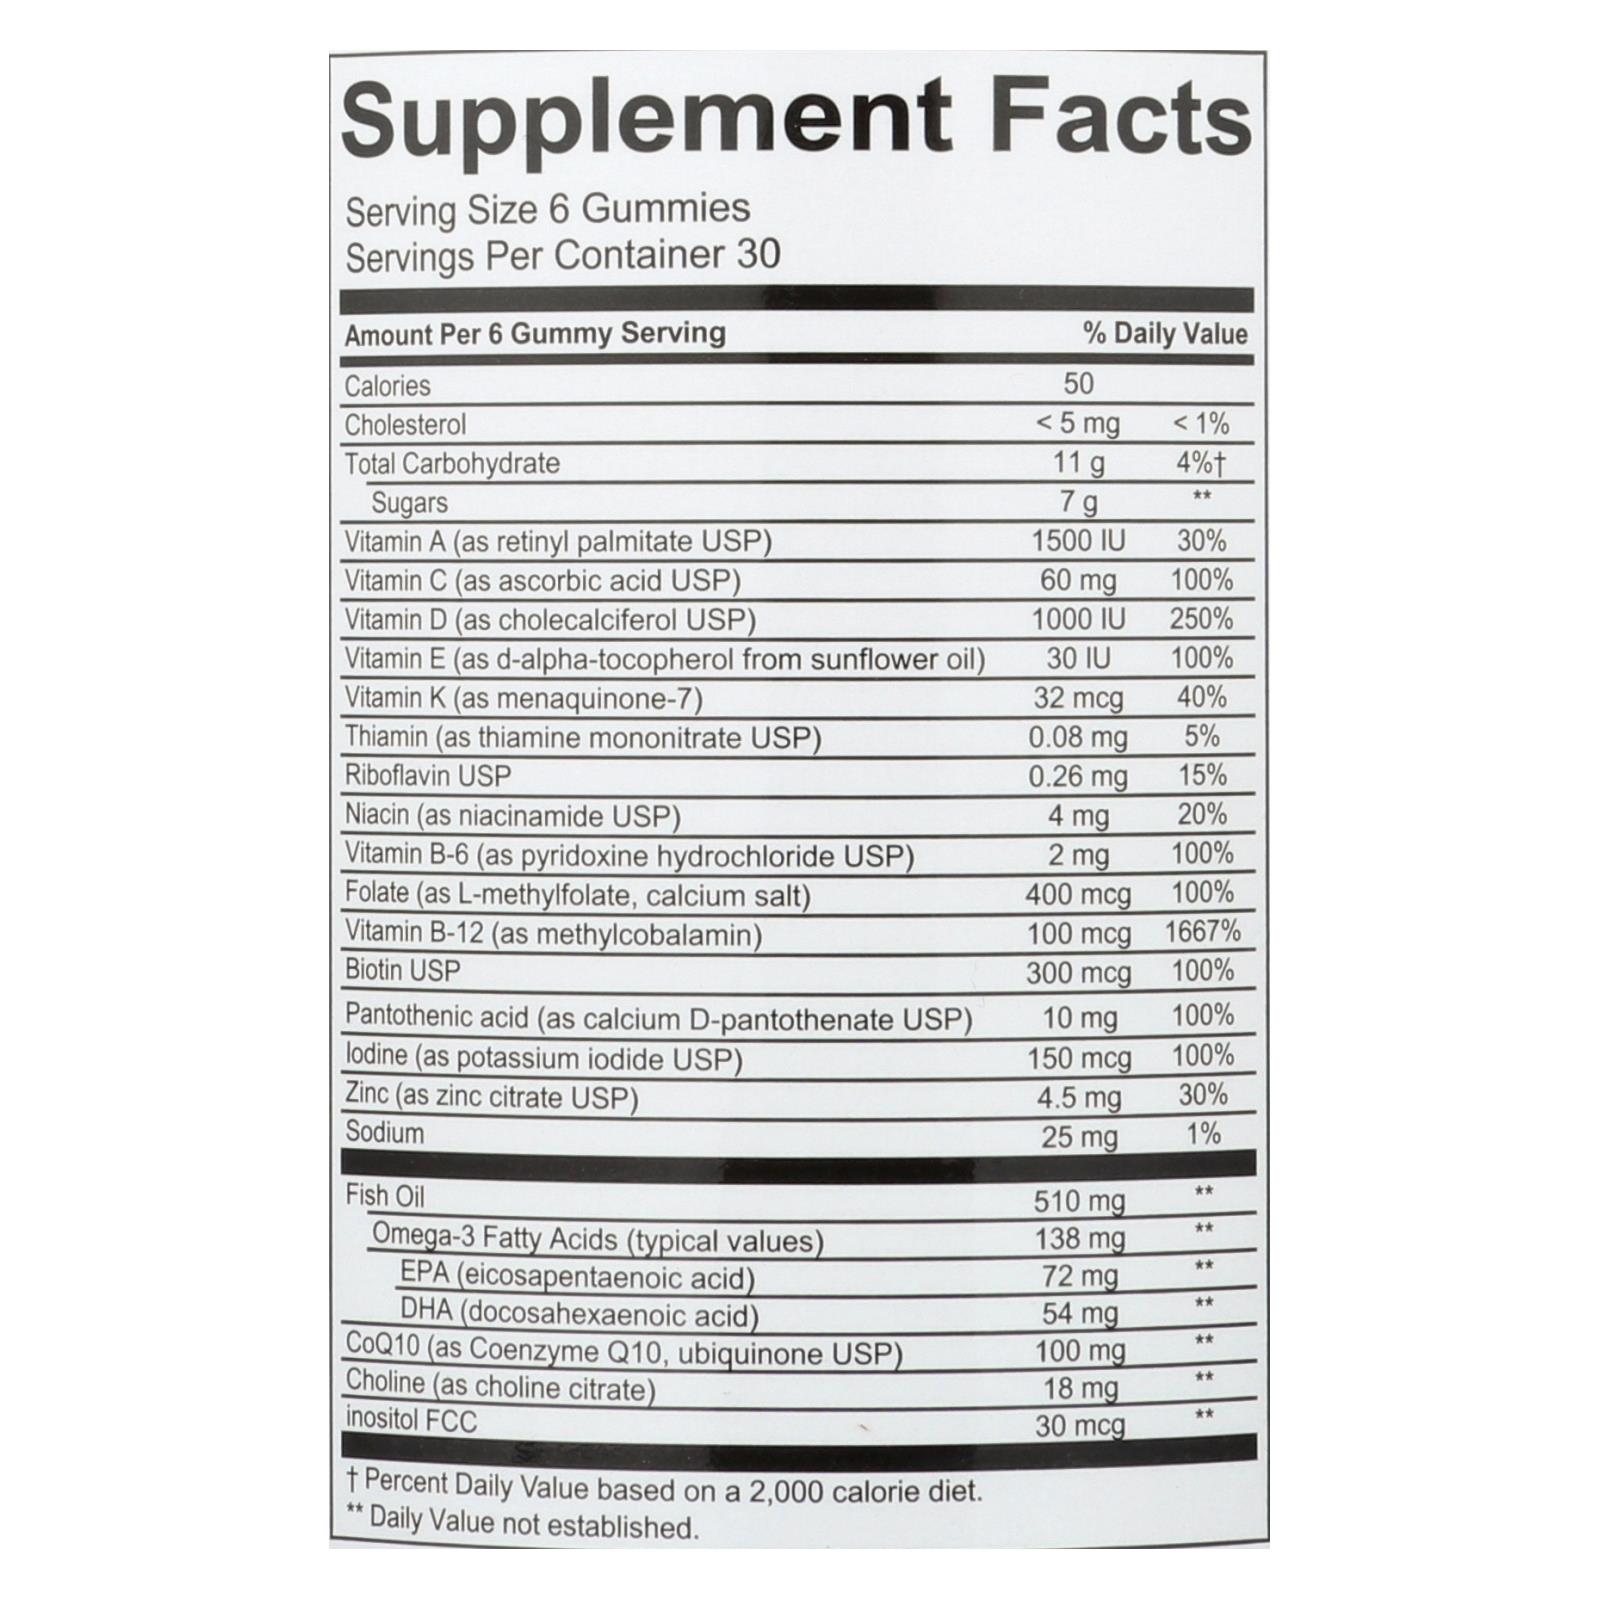 Supplement Facts
Serving Size 6 Gummies
Servings Per Container 30
Amount Per 6 Gummy Serving % Daily Value
Calories 50
Cholesterol < 5 mg < 1%
Total Carbohydrate 11 g 4%†
Sugars 7 g **
Vitamin A (as retinyl palmitate USP) 1500 IU 30%
Vitamin C (as ascorbic acid USP) 60 mg 100%
Vitamin D (as cholecalciferol USP) 1000 IU 250%
Vitamin E (as d-alpha-tocopherol from sunflower oil) 30 IU 100%
Vitamin K (as menaquinone-7) 32 mcg 40%
Thiamin (as thiamine mononitrate USP) 0.08 mg 5%
Riboflavin USP 0.26 mg 15%
Niacin (as niacinamide USP) 4 mg 20%
Vitamin B-6 (as pyridoxine hydrochloride USP) 2 mg 100%
Folate (as L-methylfolate, calcium salt) 400 mcg 100%
Vitamin B-12 (as methylcobalamin) 100 mcg 1667%
Biotin USP 300 mcg 100%
Pantothenic acid (as calcium D-pantothenate USP) 10 mg 100%
Iodine (as potassium iodide USP) 150 mcg 100%
Zinc (as zinc citrate USP) 4.5 mg 30%
Sodium 25 mg 1%
Fish Oil 510 mg **
Omega-3 Fatty Acids (typical values) 138 mg **
EPA (eicosapentaenoic acid) 72 mg **
DHA (docosahexaenoic acid) 54 mg **
CoQ10 (as Coenzyme Q10, ubiquinone USP) 100 mg **
Choline (as choline citrate) 18 mg **
inositol FCC 30 mcg **
† Percent Daily Value based on a 2,000 calorie diet.
** Daily Value not established.